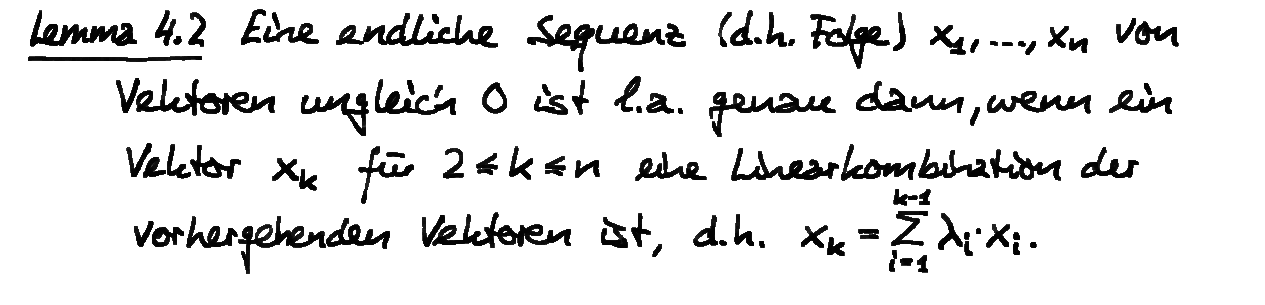 Lemma 4.2 Eine endliche Sequenz (d.h. Folge) x₁, ..., xₙ von
Vektoren ungleich 0 ist l.a. genau dann, wenn ein
Vektor xₖ für 2 ≤ k ≤ n eine Linearkombination der
vorhergehenden Vektoren ist, d.h. xₖ = ∑_{i=1}^{k-1} λᵢ · xᵢ.